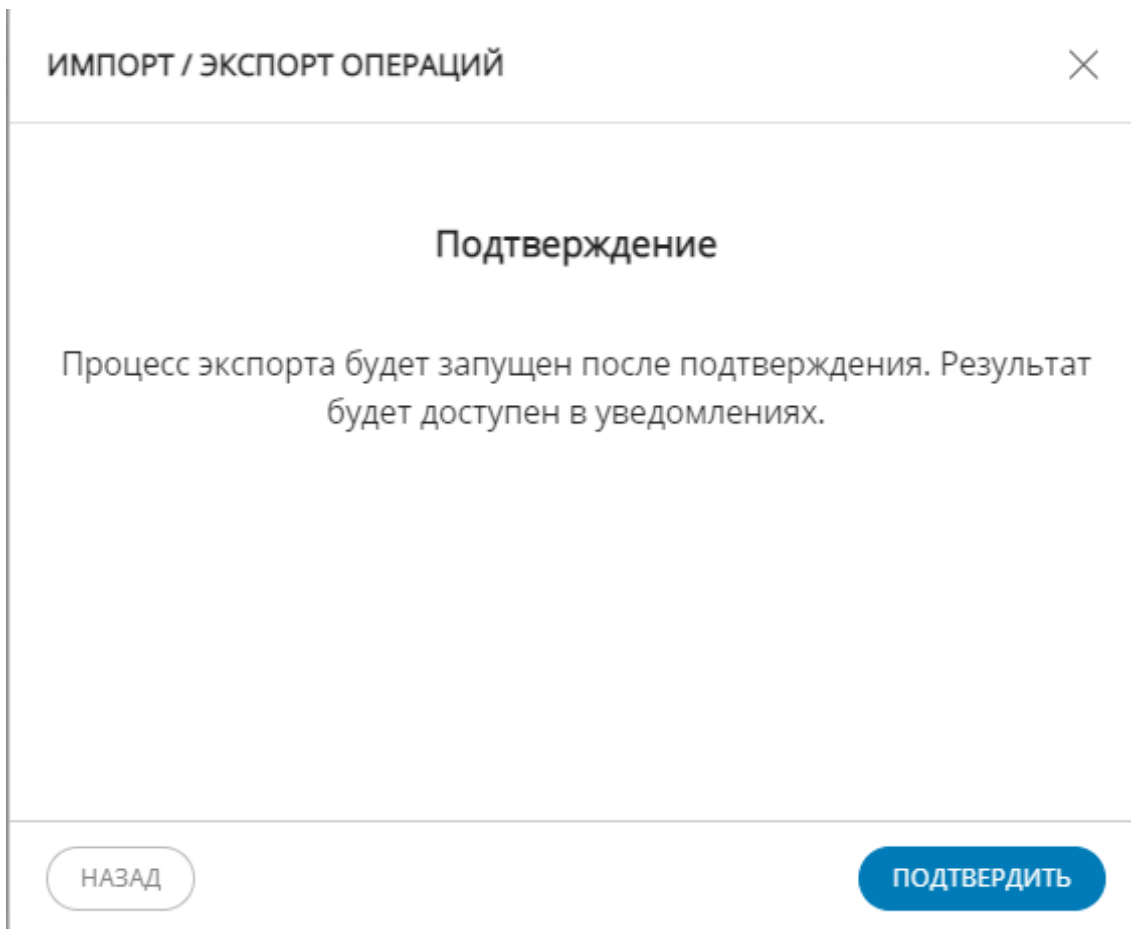 ИМПОРТ / ЭКСПОРТ ОПЕРАЦИЙ
Подтверждение
Процесс экспорта будет запущен после подтверждения. Результат
будет доступен в уведомлениях.
НАЗАД
ПОДТВЕРДИТЬ